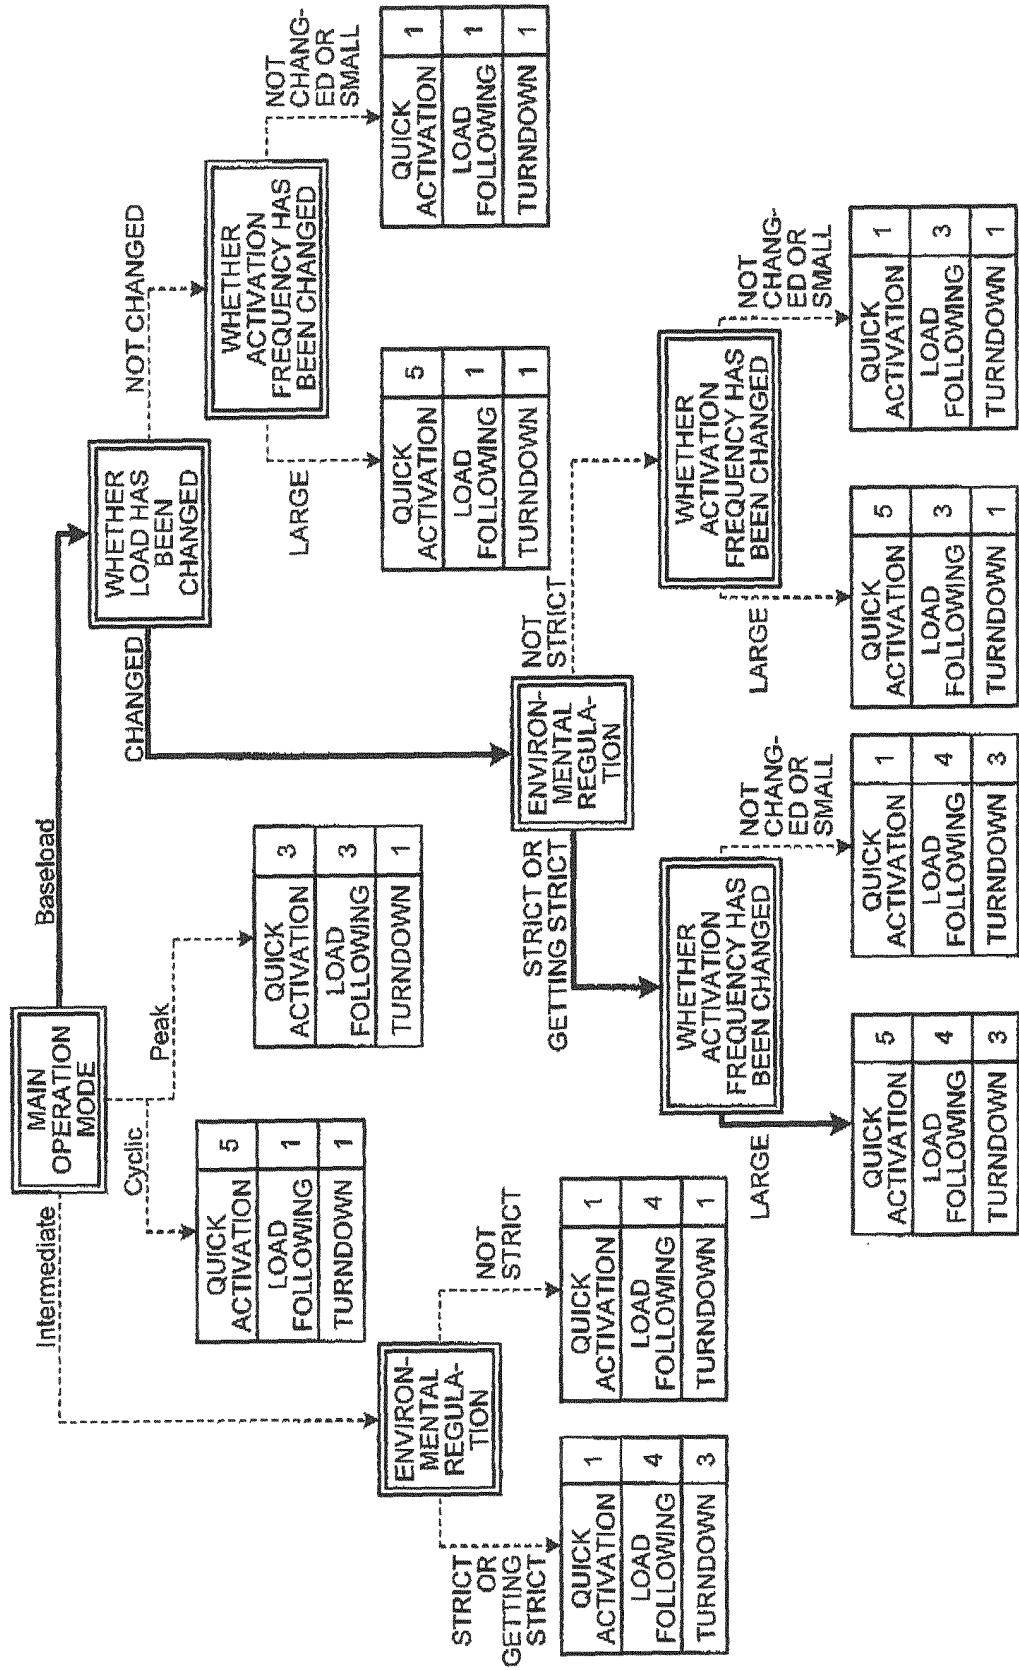 MAIN
OPERATION
MODE
Intermediate
Cyclic
Peak
Baseload
ENVIRON-
MENTAL
REGULA-
TION
STRICT
OR
GETTING
STRICT
NOT
STRICT
QUICK
ACTIVATION 1
LOAD
FOLLOWING 4
TURNDOWN 3
QUICK
ACTIVATION 1
LOAD
FOLLOWING 4
TURNDOWN 1
QUICK
ACTIVATION 5
LOAD
FOLLOWING 1
TURNDOWN 1
QUICK
ACTIVATION 3
LOAD
FOLLOWING 3
TURNDOWN 1
WHETHER
LOAD HAS
BEEN
CHANGED
CHANGED
NOT CHANGED
ENVIRON-
MENTAL
REGULA-
TION
STRICT OR
GETTING STRICT
NOT
STRICT
WHETHER
ACTIVATION
FREQUENCY HAS
BEEN CHANGED
LARGE
NOT
CHANG-
ED OR
SMALL
QUICK
ACTIVATION 5
LOAD
FOLLOWING 4
TURNDOWN 3
QUICK
ACTIVATION 1
LOAD
FOLLOWING 4
TURNDOWN 3
WHETHER
ACTIVATION
FREQUENCY HAS
BEEN CHANGED
LARGE
NOT
CHANG-
ED OR
SMALL
QUICK
ACTIVATION 5
LOAD
FOLLOWING 3
TURNDOWN 1
QUICK
ACTIVATION 1
LOAD
FOLLOWING 3
TURNDOWN 1
WHETHER
ACTIVATION
FREQUENCY HAS
BEEN CHANGED
LARGE
NOT
CHANG-
ED OR
SMALL
QUICK
ACTIVATION 5
LOAD
FOLLOWING 1
TURNDOWN 1
QUICK
ACTIVATION 1
LOAD
FOLLOWING 1
TURNDOWN 1